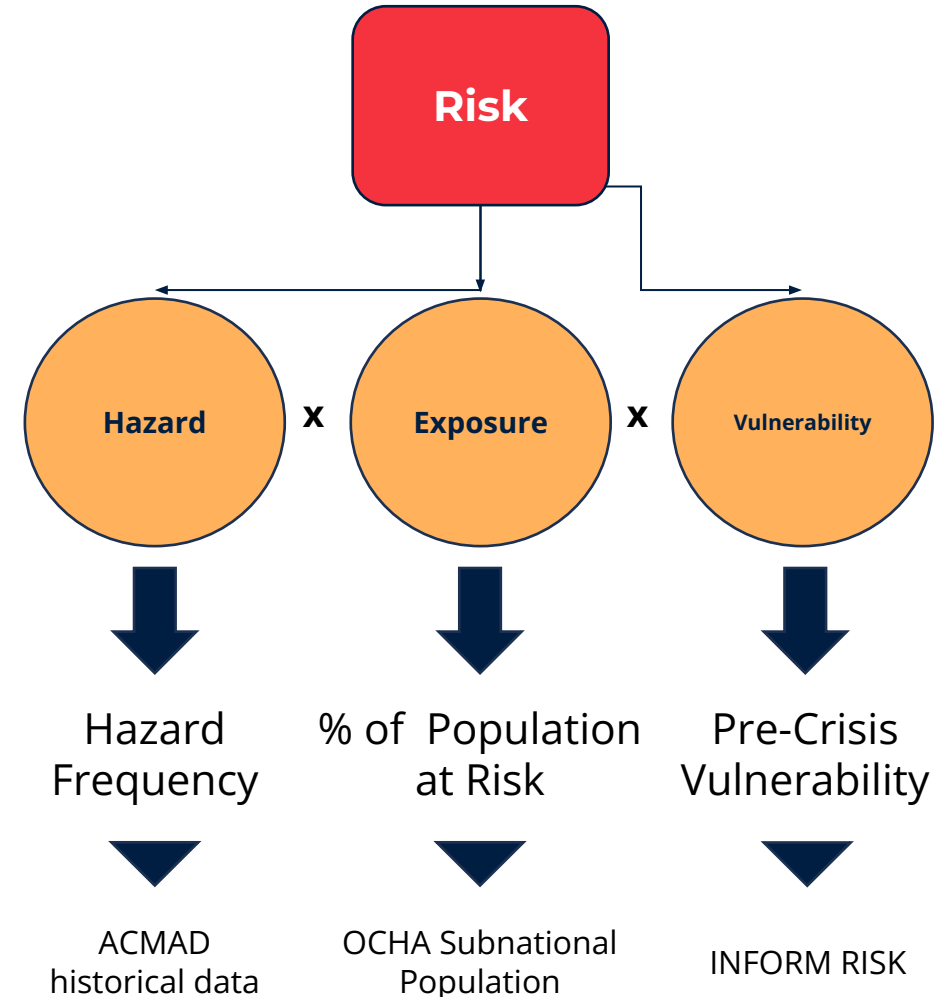 Risk
Hazard
x
Exposure
x
Vulnerability
Hazard
Frequency
% of  Population
at Risk
Pre-Crisis
Vulnerability
ACMAD
historical data
OCHA Subnational
Population
INFORM RISK